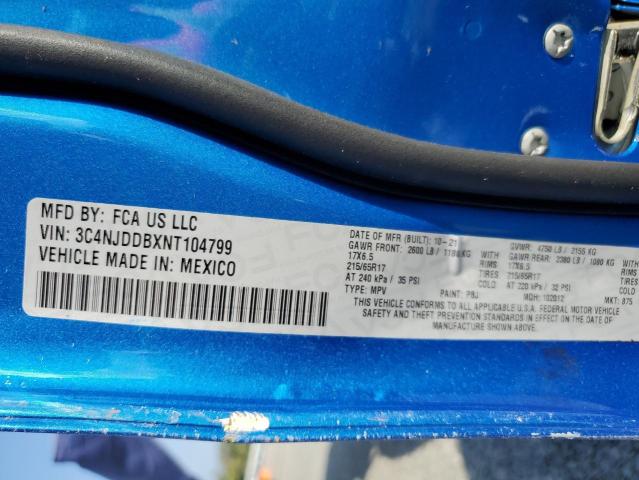 MFD BY: FCA US LLC
VIN: 3C4NJDDBXNT104799
VEHICLE MADE IN: MEXICO
DATE OF MFR (BUILT): 10-21 GVWR: 4750 LB / 2155 KG
GAWR FRONT: 2600 LB / 1180 KG WITH GAWR REAR: 2380 LB / 1080 KG WITH
17X6.5 RIMS 17X6.5 RIMS
215/65R17 TIRES 215/65R17 TIRES
AT 240 kPa / 35 PSI COLD AT 220 kPa / 32 PSI COLD
TYPE: MPV PAINT: PBJ MDH: 102012 MKT: 875
THIS VEHICLE CONFORMS TO ALL APPLICABLE U.S.A. FEDERAL MOTOR VEHICLE
SAFETY AND THEFT PREVENTION STANDARDS IN EFFECT ON THE DATE OF
MANUFACTURE SHOWN ABOVE.